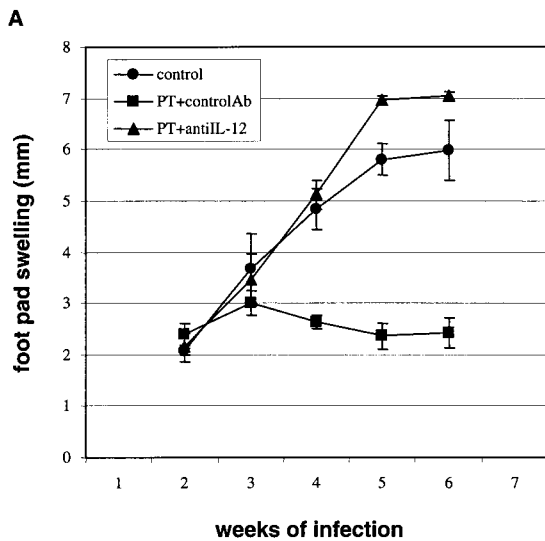 A
8
7
6
5
4
3
2
1
0
foot pad swelling (mm)
control
PT+controlAb
PT+antiIL-12
1 2 3 4 5 6 7
weeks of infection